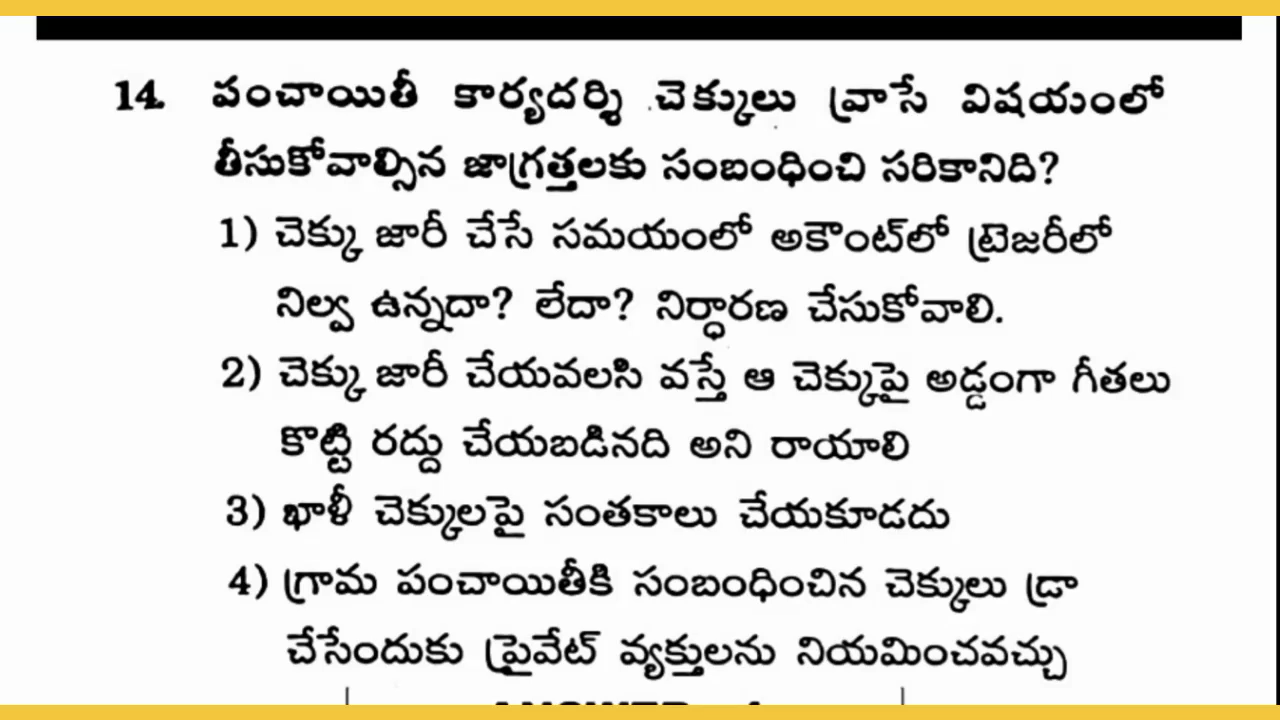 14. పంచాయితీ కార్యదర్శి చెక్కులు వ్రాసే విషయంలో
తీసుకోవాల్సిన జాగ్రత్తలకు సంబంధించి సరికానిది?
1) చెక్కు జారీ చేసే సమయంలో అకౌంట్‌లో ట్రెజరీలో
నిల్వ ఉన్నదా? లేదా? నిర్ధారణ చేసుకోవాలి.
2) చెక్కు జారీ చేయవలసి వస్తే ఆ చెక్కుపై అడ్డంగా గీతలు
కొట్టి రద్దు చేయబడినది అని రాయాలి
3) ఖాళీ చెక్కులపై సంతకాలు చేయకూడదు
4) గ్రామ పంచాయితీకి సంబంధించిన చెక్కులు డ్రా
చేసేందుకు ప్రైవేట్ వ్యక్తులను నియమించవచ్చు